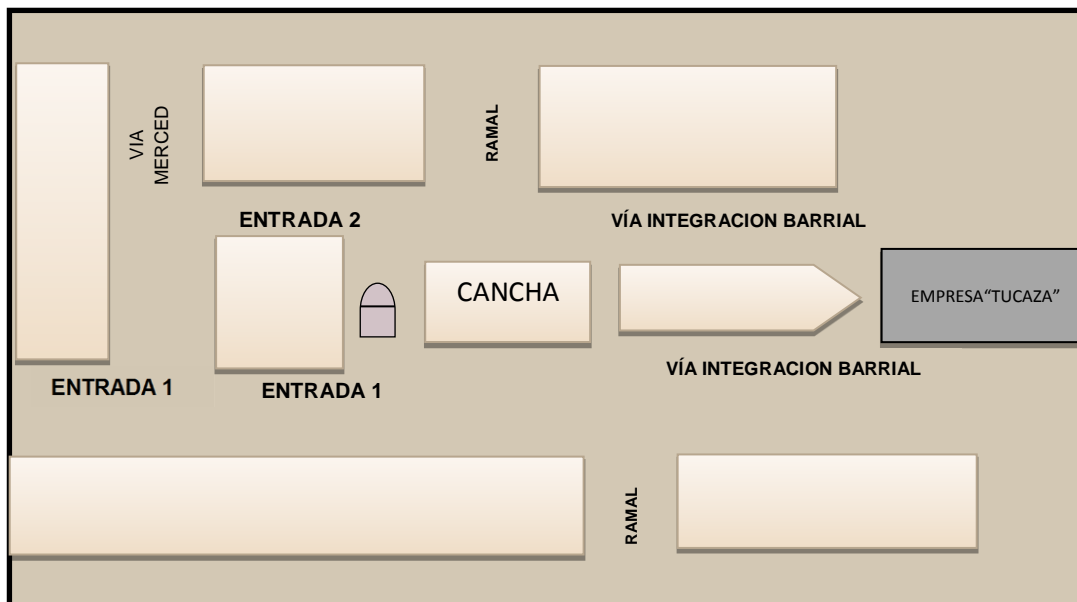 VIA
MERCED
RAMAL
ENTRADA 2
VÍA INTEGRACION BARRIAL
CANCHA
EMPRESA“TUCAZA”
VÍA INTEGRACION BARRIAL
ENTRADA 1
ENTRADA 1
RAMAL